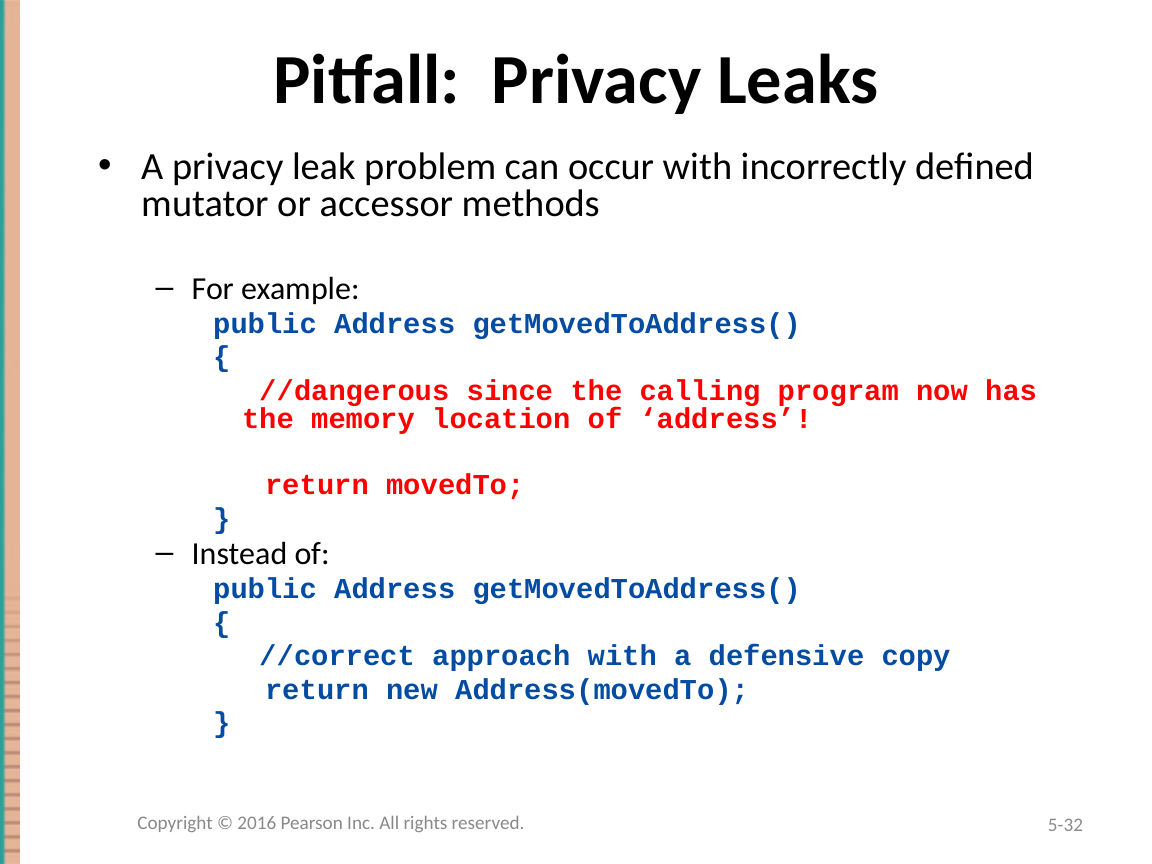 Pitfall: Privacy Leaks
• A privacy leak problem can occur with incorrectly defined
mutator or accessor methods
– For example:
public Address getMovedToAddress()
{
//dangerous since the calling program now has
the memory location of ‘address’!
return movedTo;
}
– Instead of:
public Address getMovedToAddress()
{
//correct approach with a defensive copy
return new Address(movedTo);
}
Copyright © 2016 Pearson Inc. All rights reserved.
5-32